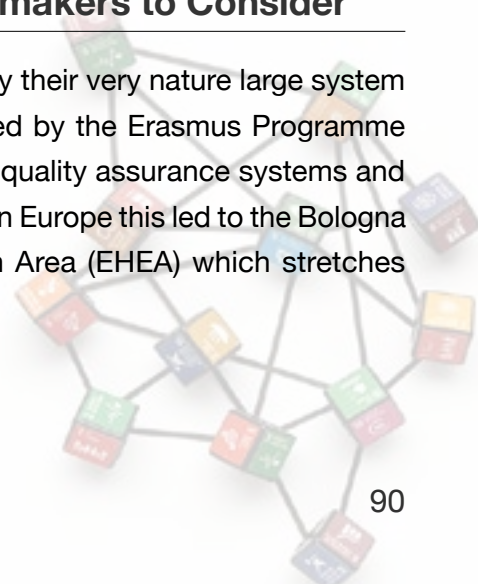 makers to Consider
y their very nature large system
ed by the Erasmus Programme
quality assurance systems and
n Europe this led to the Bologna
Area (EHEA) which stretches
90